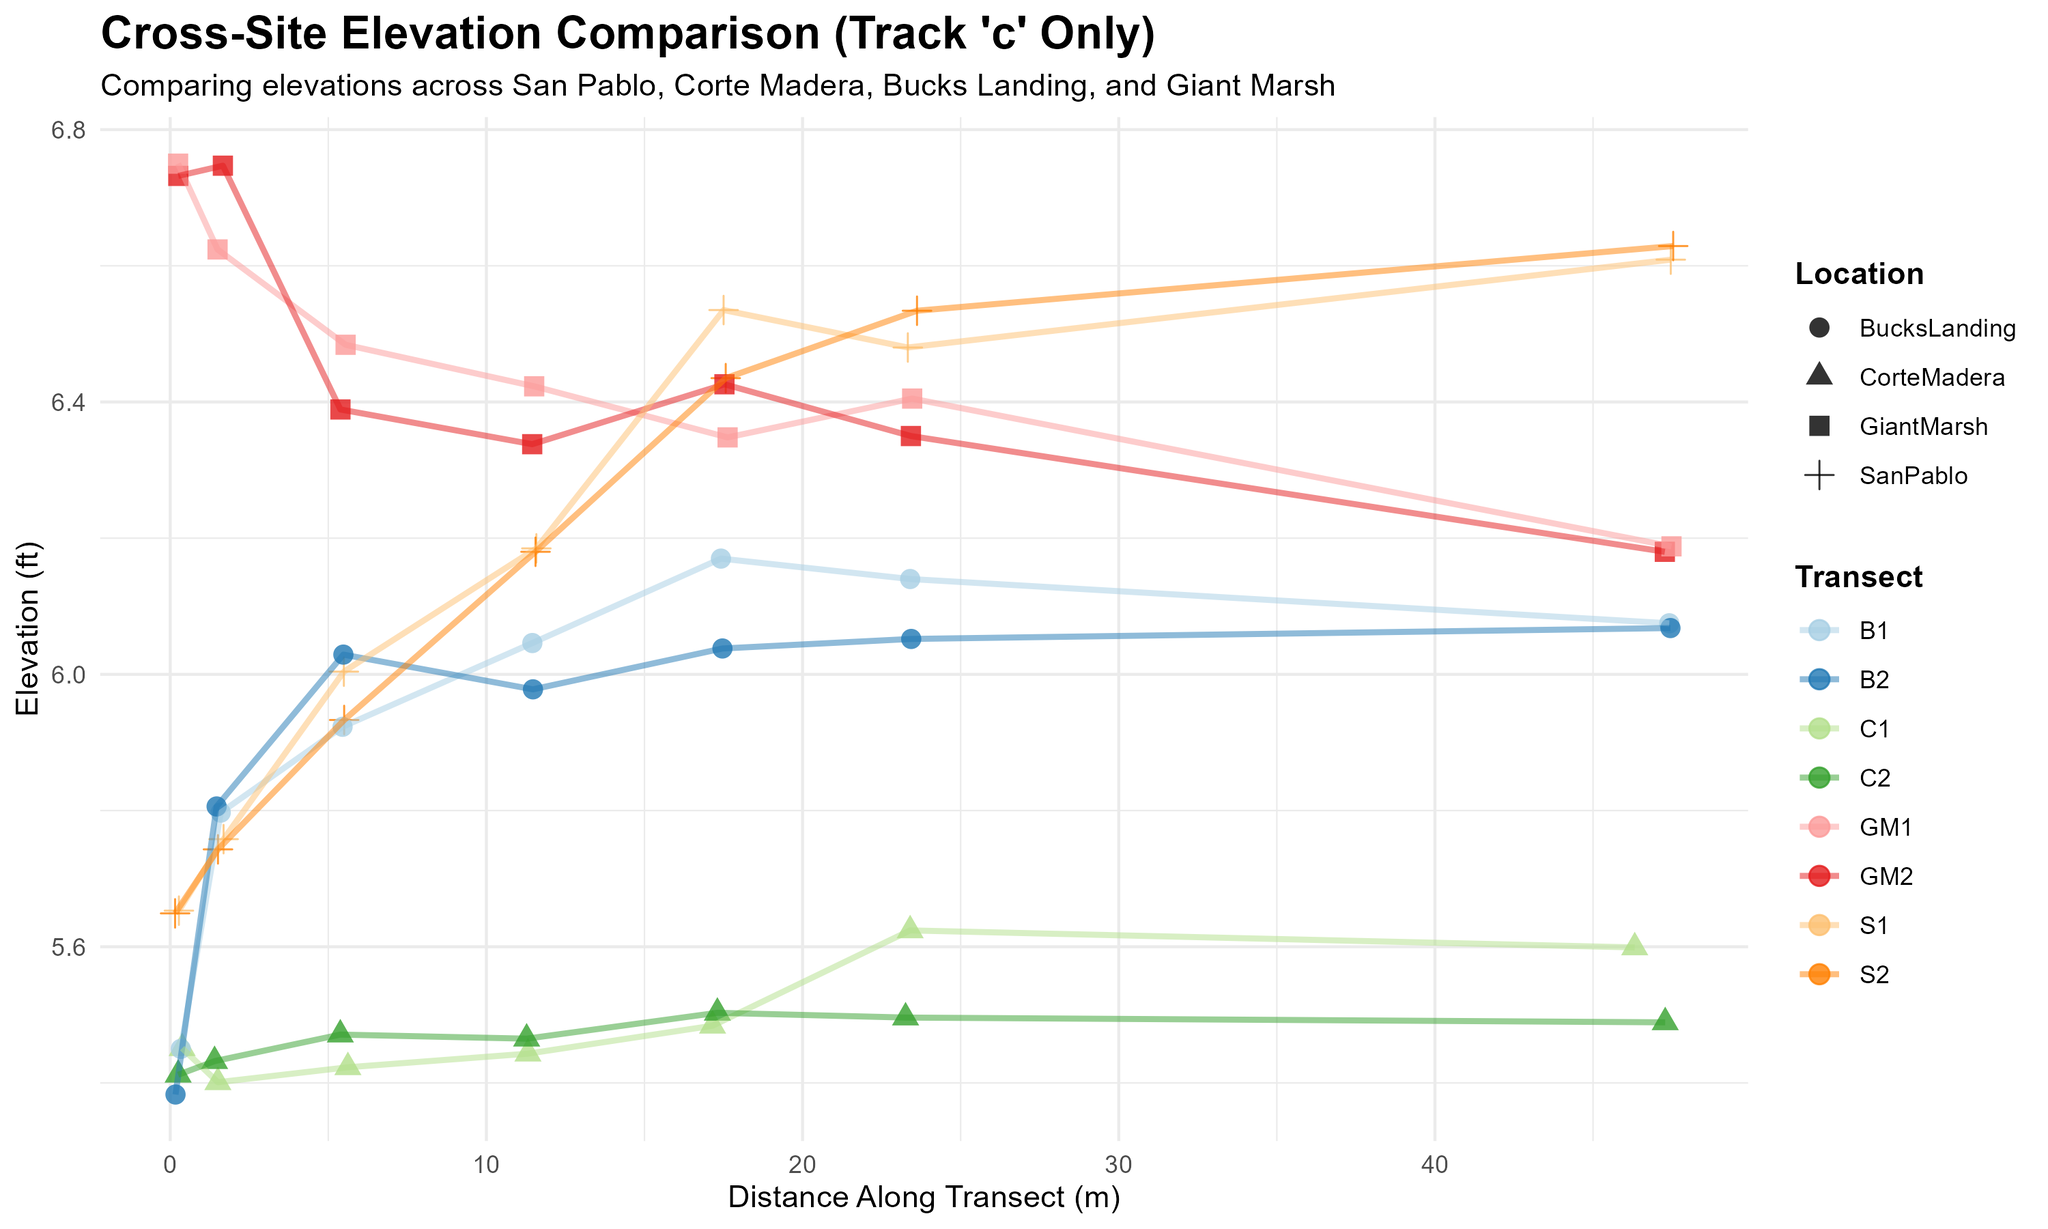 Cross-Site Elevation Comparison (Track 'c' Only)
Comparing elevations across San Pablo, Corte Madera, Bucks Landing, and Giant Marsh
6.8
6.4
6.0
5.6
Elevation (ft)
0
10
20
30
40
Distance Along Transect (m)
Location
BucksLanding
CorteMadera
GiantMarsh
SanPablo
Transect
B1
B2
C1
C2
GM1
GM2
S1
S2